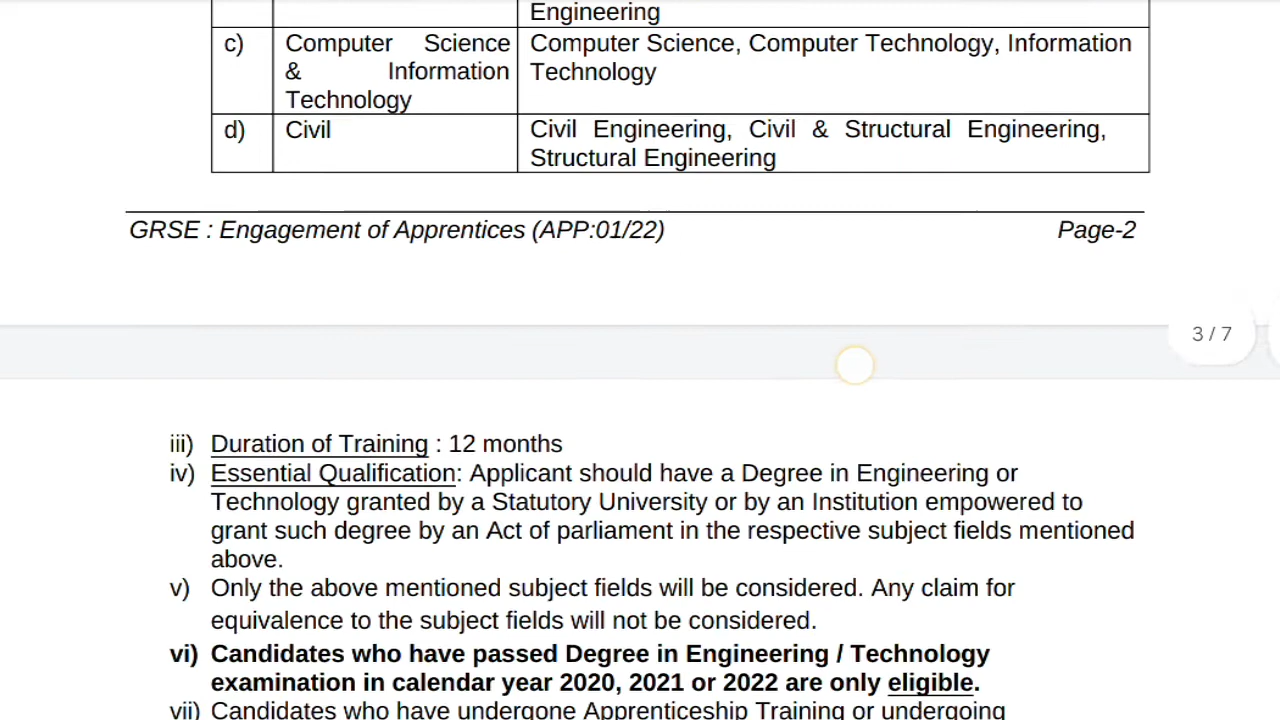 Engineering
c) Computer Science Computer Science, Computer Technology, Information
& Information Technology
Technology
d) Civil Civil Engineering, Civil & Structural Engineering,
Structural Engineering
GRSE : Engagement of Apprentices (APP:01/22) Page-2
3 / 7
iii) Duration of Training : 12 months
iv) Essential Qualification: Applicant should have a Degree in Engineering or
Technology granted by a Statutory University or by an Institution empowered to
grant such degree by an Act of parliament in the respective subject fields mentioned
above.
v) Only the above mentioned subject fields will be considered. Any claim for
equivalence to the subject fields will not be considered.
vi) Candidates who have passed Degree in Engineering / Technology
examination in calendar year 2020, 2021 or 2022 are only eligible.
vii) Candidates who have undergone Apprenticeship Training or undergoing